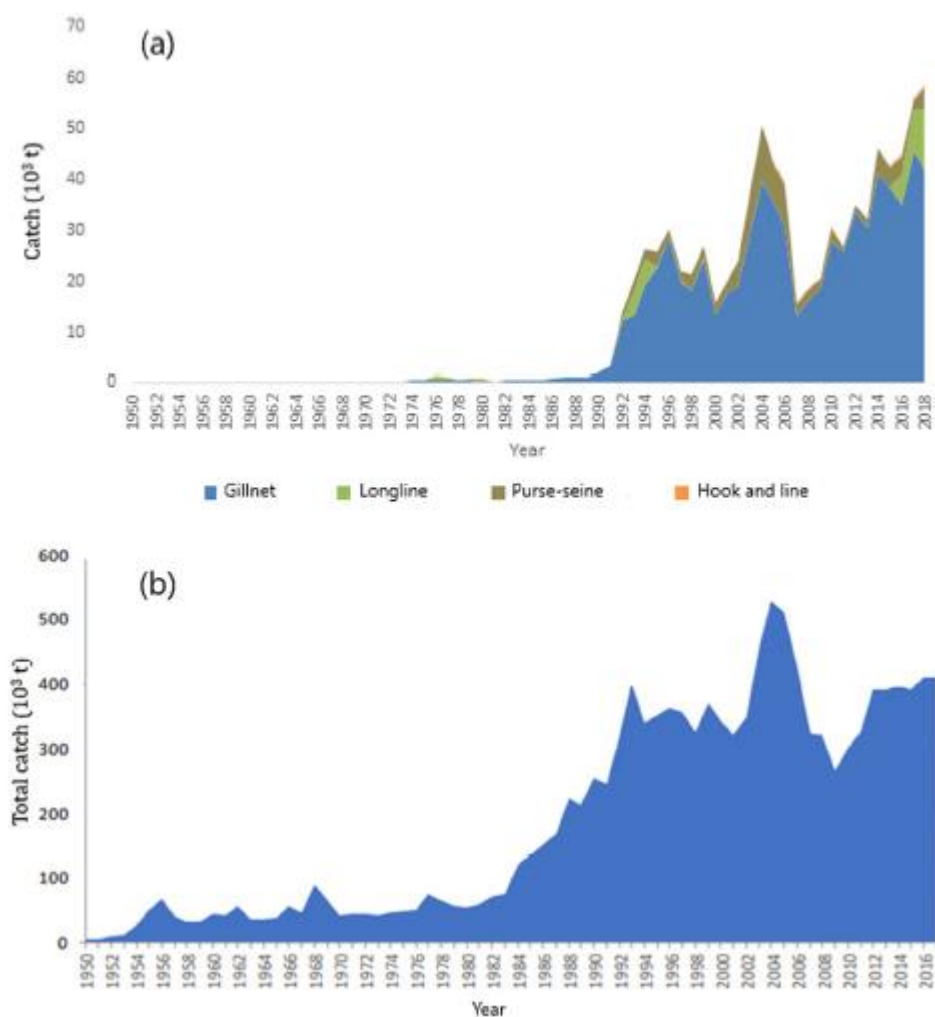 (a)
Catch (10³ t)
70
60
50
40
30
20
10
0
1950 1952 1954 1956 1958 1960 1962 1964 1966 1968 1970 1972 1974 1976 1978 1980 1982 1984 1986 1988 1990 1992 1994 1996 1998 2000 2002 2004 2006 2008 2010 2012 2014 2016 2018
Year
Gillnet Longline Purse-seine Hook and line
(b)
Total catch (10³ t)
600
500
400
300
200
100
0
1950 1952 1954 1956 1958 1960 1962 1964 1966 1968 1970 1972 1974 1976 1978 1980 1982 1984 1986 1988 1990 1992 1994 1996 1998 2000 2002 2004 2006 2008 2010 2012 2014 2016
Year